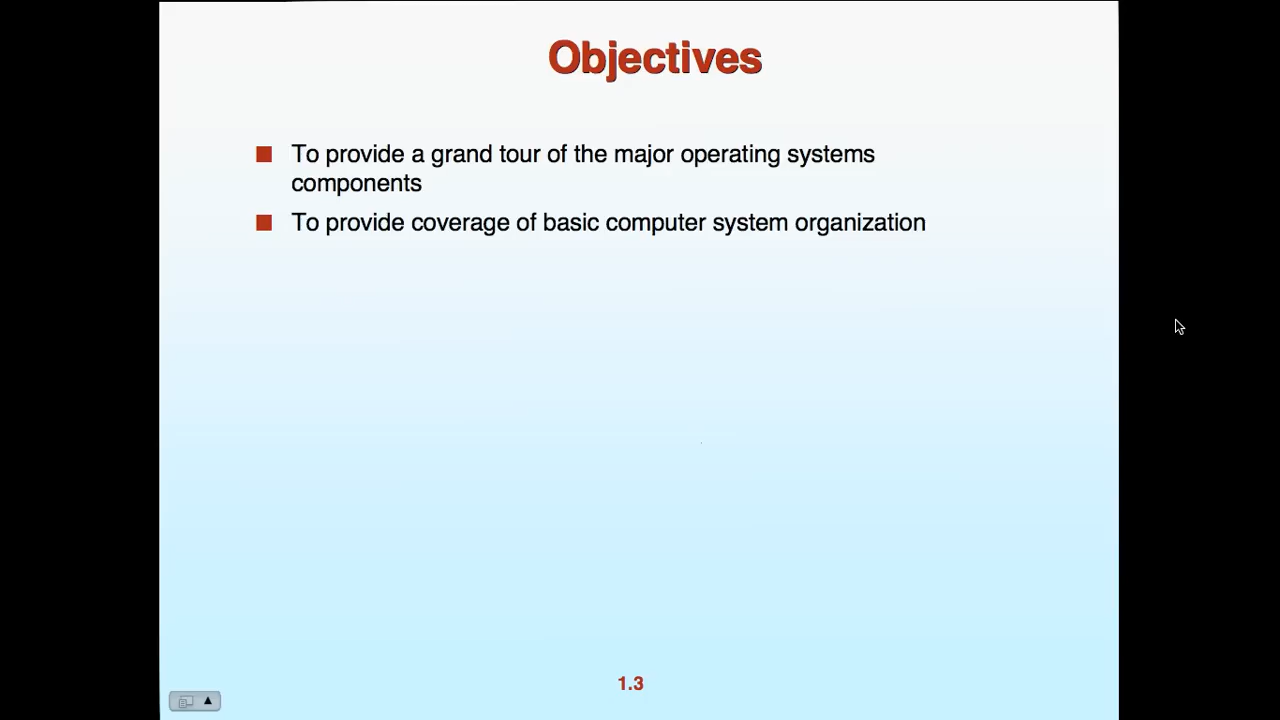 Objectives
To provide a grand tour of the major operating systems
components
To provide coverage of basic computer system organization
1.3